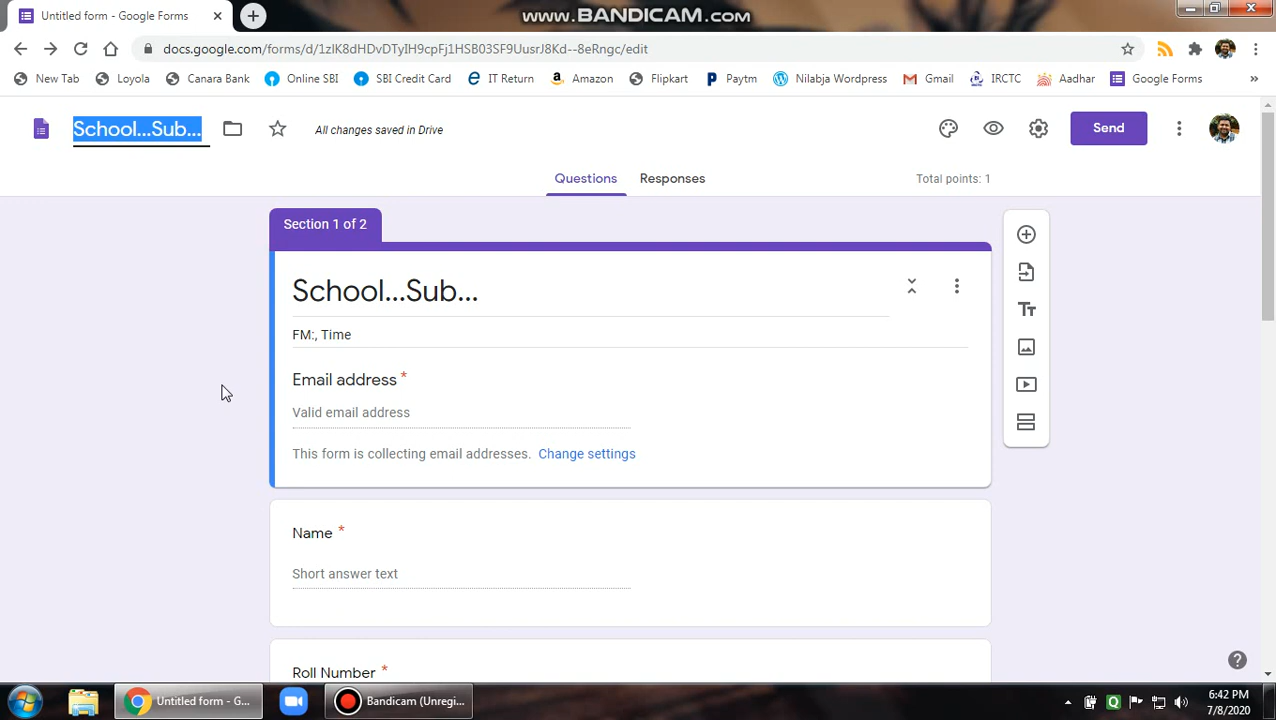 Untitled form - Google Forms
www.BANDICAM.com
docs.google.com/forms/d/1zlK8dHDvDTyIH9cpFj1HSB03SF9UusrJ8Kd--8eRngc/edit
New Tab
Loyola
Canara Bank
Online SBI
SBI Credit Card
IT Return
Amazon
Flipkart
Paytm
Nilabja Wordpress
Gmail
IRCTC
Aadhar
Google Forms
School...Sub...
All changes saved in Drive
Send
Questions
Responses
Total points: 1
Section 1 of 2
School...Sub...
FM:, Time
Email address *
Valid email address
This form is collecting email addresses. Change settings
Name *
Short answer text
Roll Number *
Untitled form - G...
Bandicam (Unregi...
6:42 PM
7/8/2020